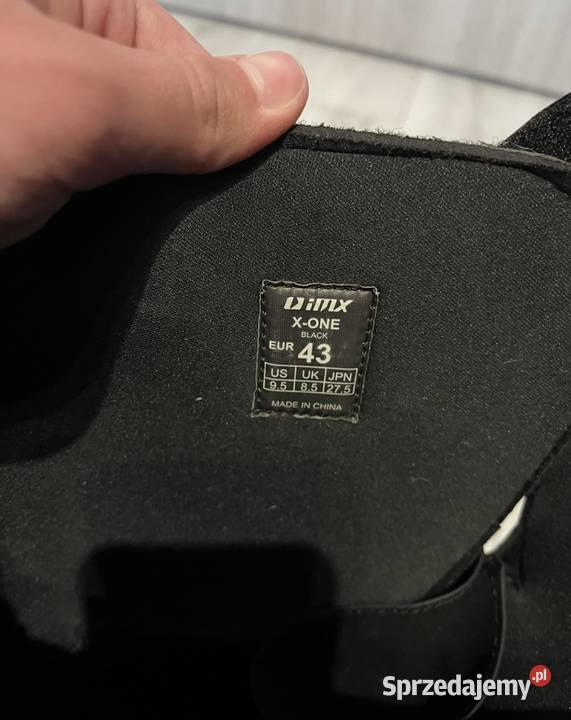 imx
X-ONE
BLACK
EUR 43
US UK JPN
9.5 8.5 27.5
MADE IN CHINA
Sprzedajemy.pl